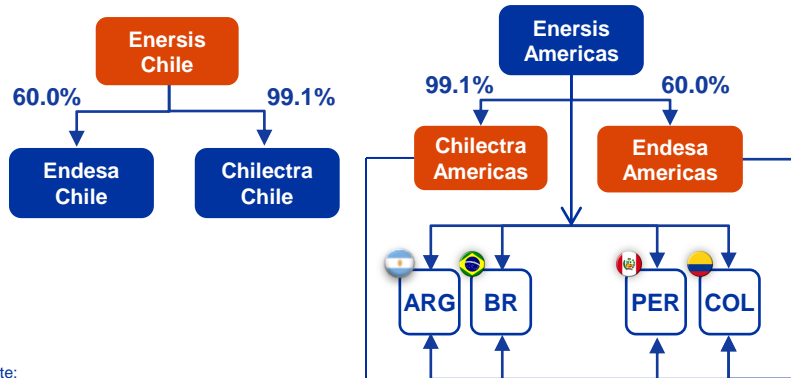 Enersis
Chile
60.0%
99.1%
Endesa
Chile
Chilectra
Chile
Enersis
Americas
99.1%
60.0%
Chilectra
Americas
Endesa
Americas
ARG
BR
PER
COL
te: